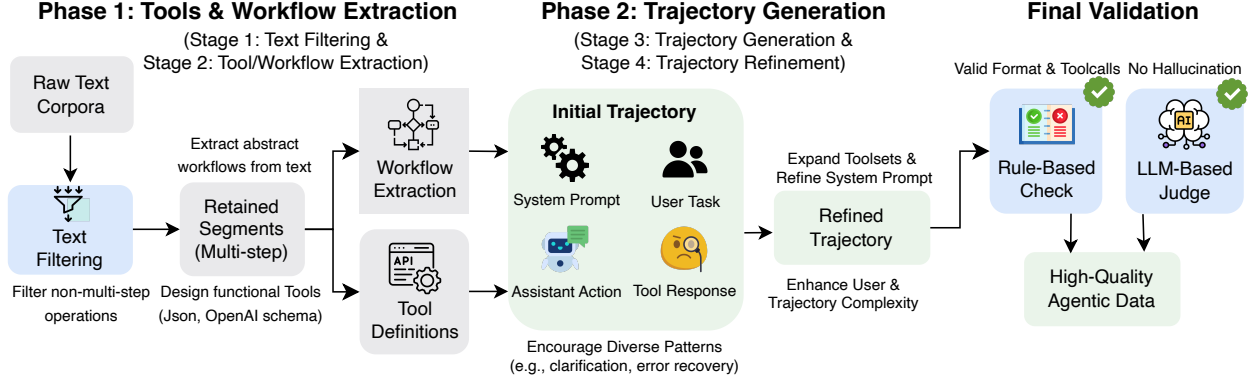 Phase 1: Tools & Workflow Extraction
(Stage 1: Text Filtering &
Stage 2: Tool/Workflow Extraction)
Raw Text
Corpora
Text
Filtering
Filter non-multi-step
operations
Extract abstract
workflows from text
Retained
Segments
(Multi-step)
Design functional Tools
(Json, OpenAI schema)
Workflow
Extraction
API
Tool
Definitions
Phase 2: Trajectory Generation
(Stage 3: Trajectory Generation &
Stage 4: Trajectory Refinement)
Initial Trajectory
System Prompt
User Task
Assistant Action
Tool Response
Encourage Diverse Patterns
(e.g., clarification, error recovery)
Expand Toolsets &
Refine System Prompt
Refined
Trajectory
Enhance User &
Trajectory Complexity
Final Validation
Valid Format & Toolcalls
Rule-Based
Check
No Hallucination
AI
LLM-Based
Judge
High-Quality
Agentic Data